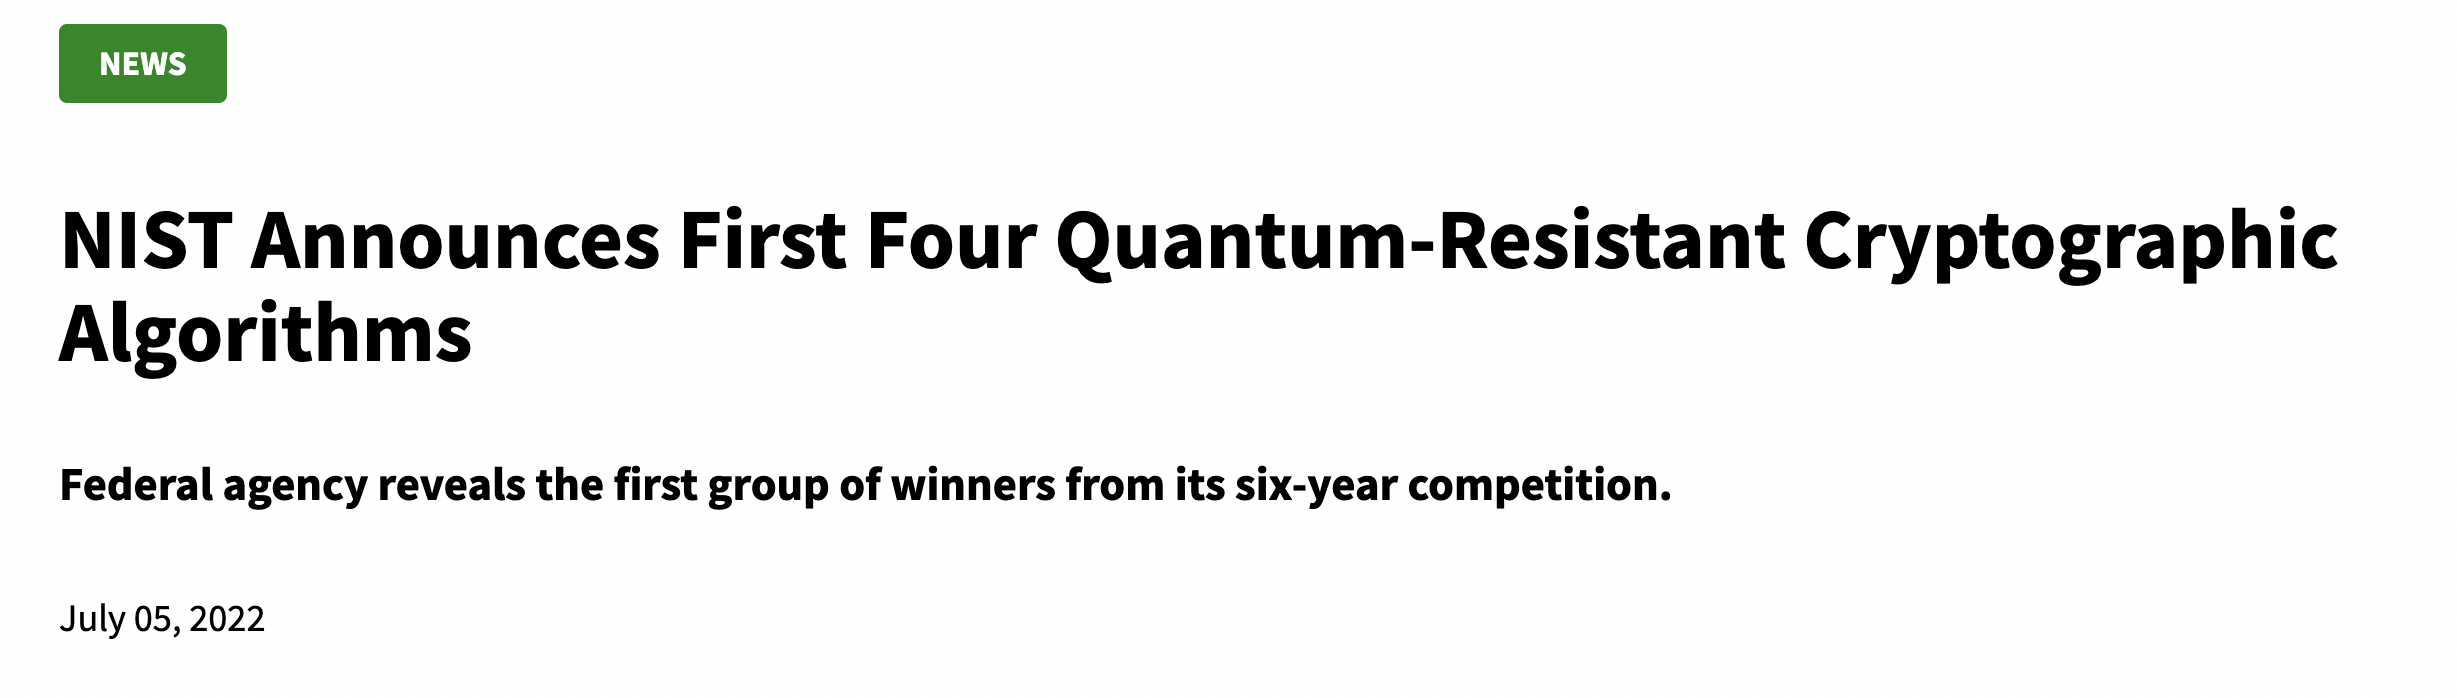 NEWS
NIST Announces First Four Quantum-Resistant Cryptographic
Algorithms
Federal agency reveals the first group of winners from its six-year competition.
July 05, 2022